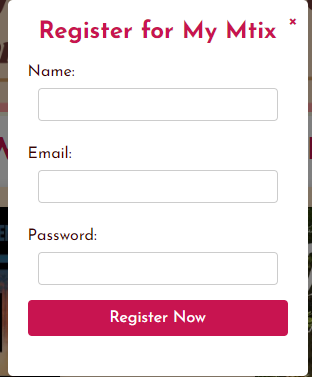 Register for My Mtix
×
Name:
Email:
Password:
Register Now